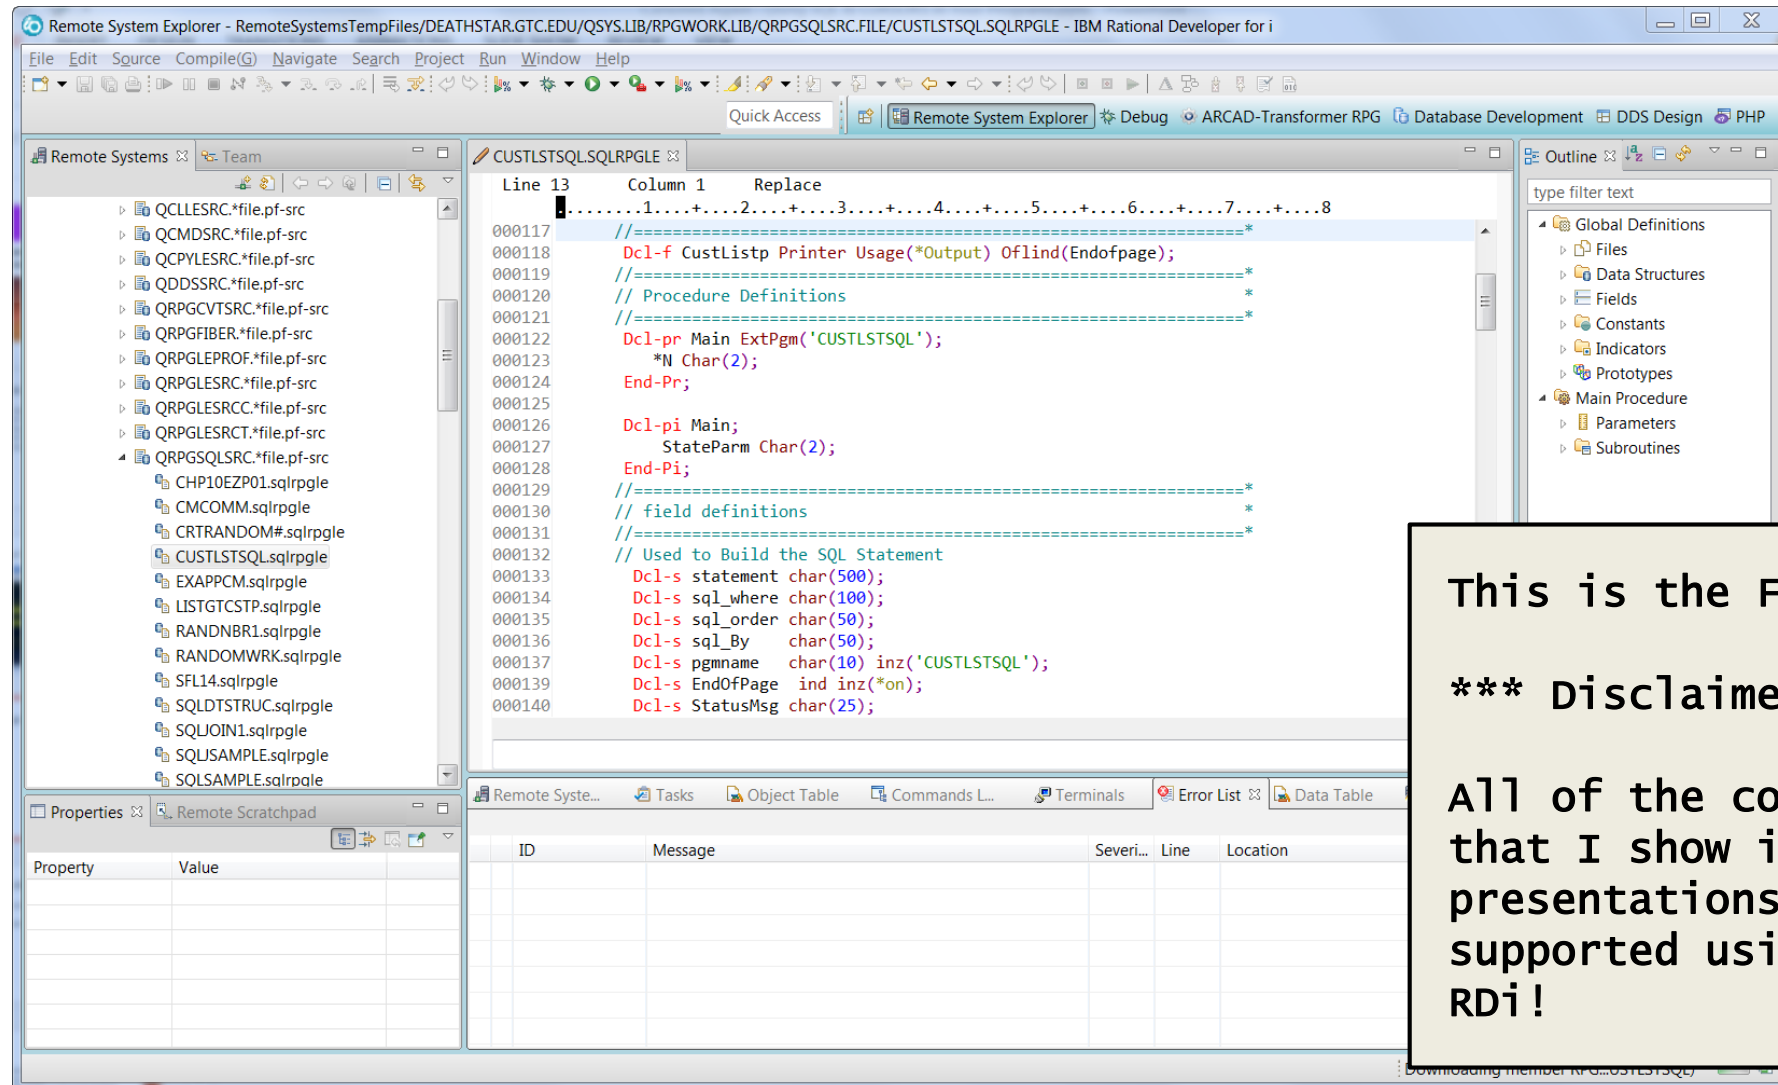 Remote System Explorer - RemoteSystemsTempFiles/DEATHSTAR.GTC.EDU/QSYS.LIB/RPGWORK.LIB/QRPGSQLSRC.FILE/CUSTLSTSQL.SQLRPGLE - IBM Rational Developer for i
File Edit Source Compile(G) Navigate Search Project Run Window Help
Quick Access Remote System Explorer Debug ARCAD-Transformer RPG Database Development DDS Design PHP
Remote Systems Team
QCLLESRC.*file.pf-src
QCMDSRC.*file.pf-src
QCPYLESRC.*file.pf-src
QDDSSRC.*file.pf-src
QRPGCVTSRC.*file.pf-src
QRPGFIBER.*file.pf-src
QRPGLEPROF.*file.pf-src
QRPGLESRC.*file.pf-src
QRPGLESRCC.*file.pf-src
QRPGLESRCT.*file.pf-src
QRPGSQLSRC.*file.pf-src
CHP10EZP01.sqlrpgle
CMCOMM.sqlrpgle
CRTRANDOM#.sqlrpgle
CUSTLSTSQL.sqlrpgle
EXAPPCM.sqlrpgle
LISTGTCSTP.sqlrpgle
RANDNBR1.sqlrpgle
RANDOMWRK.sqlrpgle
SFL14.sqlrpgle
SQLDTSTRUC.sqlrpgle
SQLJOIN1.sqlrpgle
SQLJSAMPLE.sqlrpgle
SQLSAMPLE.sqlrpgle
CUSTLSTSQL.SQLRPGLE
Line 13 Column 1 Replace
.........1....+....2....+....3....+....4....+....5....+....6....+....7....+....8
000117 //===============================================================*
000118 Dcl-f CustListp Printer Usage(*Output) Oflind(Endofpage);
000119 //===============================================================*
000120 // Procedure Definitions *
000121 //===============================================================*
000122 Dcl-pr Main ExtPgm('CUSTLSTSQL');
000123 *N Char(2);
000124 End-Pr;
000125
000126 Dcl-pi Main;
000127 StateParm Char(2);
000128 End-Pi;
000129 //===============================================================*
000130 // field definitions *
000131 //===============================================================*
000132 // Used to Build the SQL Statement
000133 Dcl-s statement char(500);
000134 Dcl-s sql_where char(100);
000135 Dcl-s sql_order char(50);
000136 Dcl-s sql_By char(50);
000137 Dcl-s pgmname char(10) inz('CUSTLSTSQL');
000139 Dcl-s EndOfPage ind inz(*on);
000140 Dcl-s StatusMsg char(25);
Outline
type filter text
Global Definitions
Files
Data Structures
Fields
Constants
Indicators
Prototypes
Main Procedure
Parameters
Subroutines
Properties Remote Scratchpad
Property Value
Remote Syste... Tasks Object Table Commands L... Terminals Error List Data Table
ID Message Severi... Line Location
This is the F
*** Disclaime
All of the co
that I show i
presentations
supported usi
RDi!
Downloading member RPG...USTLSTSQL)